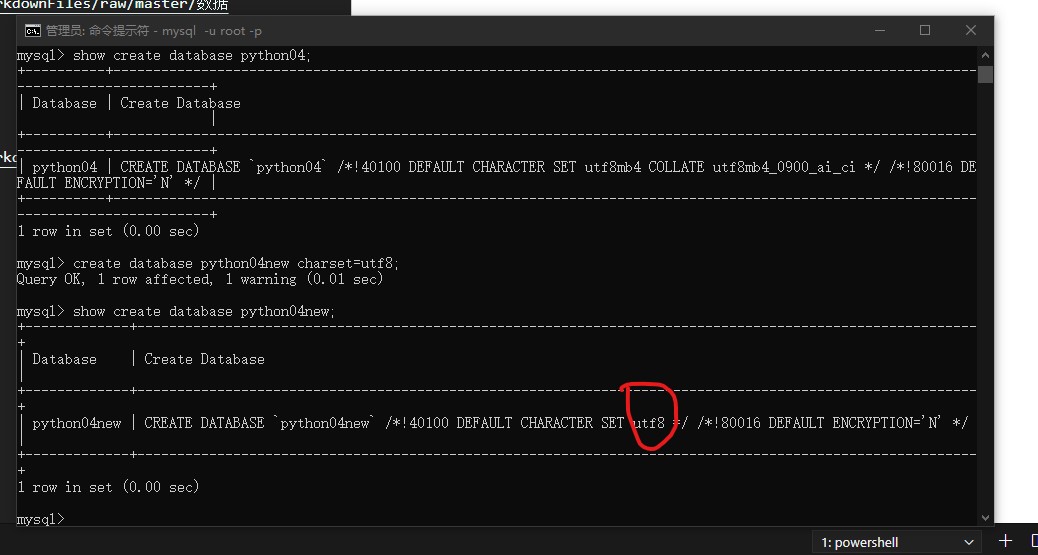 rkdownFiles/raw/master/数据
管理员: 命令提示符 - mysql -u root -p
mysql> show create database python04;
+----------+------------------------------------------------------------------------------------------------------------
------------------------+
| Database | Create Database
                        |
+----------+------------------------------------------------------------------------------------------------------------
------------------------+
| python04 | CREATE DATABASE `python04` /*!40100 DEFAULT CHARACTER SET utf8mb4 COLLATE utf8mb4_0900_ai_ci */ /*!80016 DE
FAULT ENCRYPTION='N' */ |
+----------+------------------------------------------------------------------------------------------------------------
------------------------+
1 row in set (0.00 sec)
mysql> create database python04new charset=utf8;
Query OK, 1 row affected, 1 warning (0.01 sec)
mysql> show create database python04new;
+-------------+---------------------------------------------------------------------------------------------------------
+
| Database    | Create Database
|
+-------------+---------------------------------------------------------------------------------------------------------
+
| python04new | CREATE DATABASE `python04new` /*!40100 DEFAULT CHARACTER SET utf8 */ /*!80016 DEFAULT ENCRYPTION='N' */
|
+-------------+---------------------------------------------------------------------------------------------------------
+
1 row in set (0.00 sec)
mysql>
1: powershell